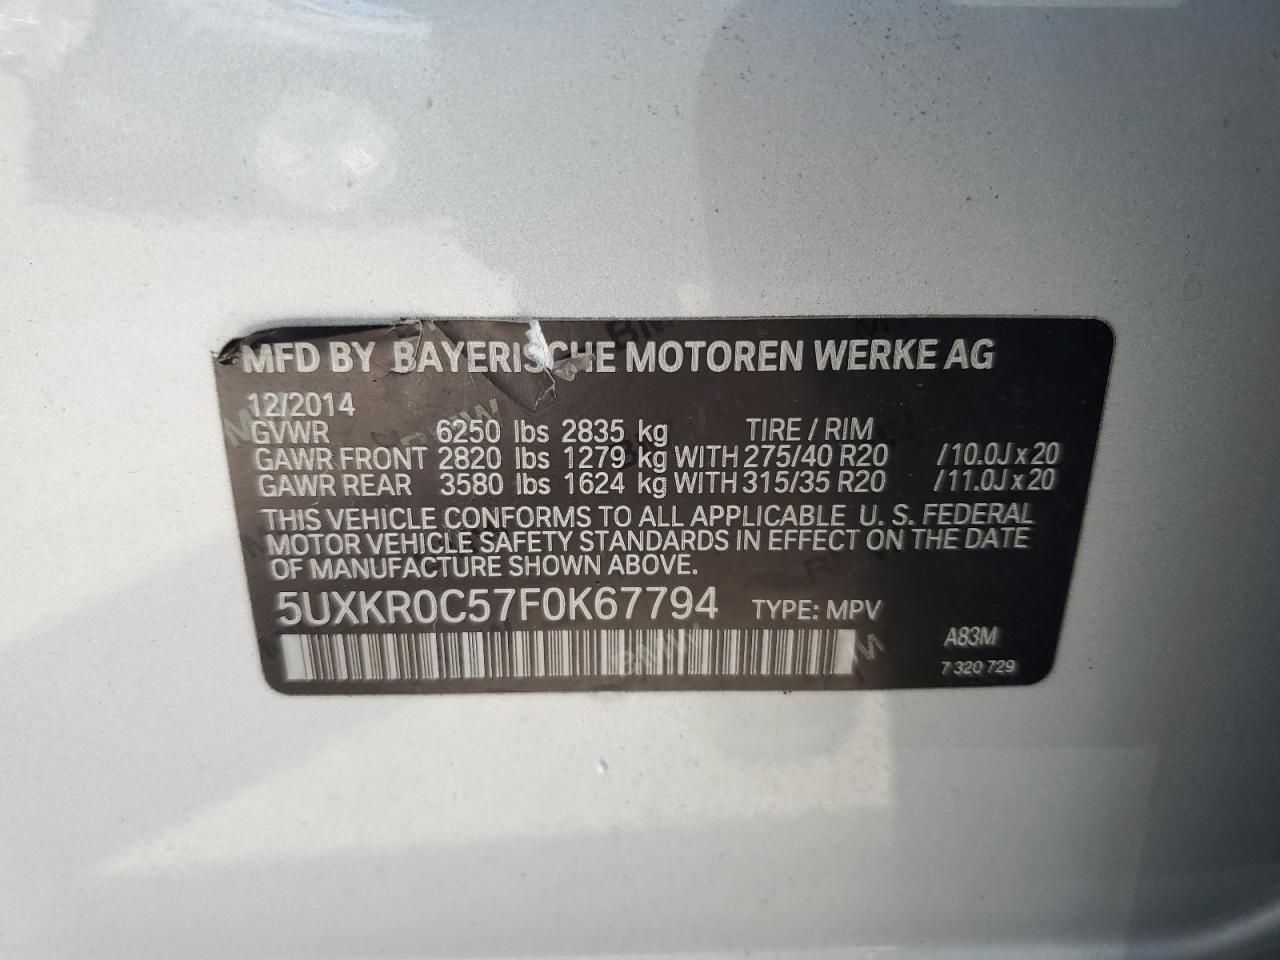 MFD BY BAYERISCHE MOTOREN WERKE AG
12/2014
GVWR 6250 lbs 2835 kg TIRE / RIM
GAWR FRONT 2820 lbs 1279 kg WITH 275/40 R20 / 10.0J x 20
GAWR REAR 3580 lbs 1624 kg WITH 315/35 R20 / 11.0J x 20
THIS VEHICLE CONFORMS TO ALL APPLICABLE U. S. FEDERAL
MOTOR VEHICLE SAFETY STANDARDS IN EFFECT ON THE DATE
OF MANUFACTURE SHOWN ABOVE.
5UXKR0C57F0K67794 TYPE: MPV
A83M
7 320 729